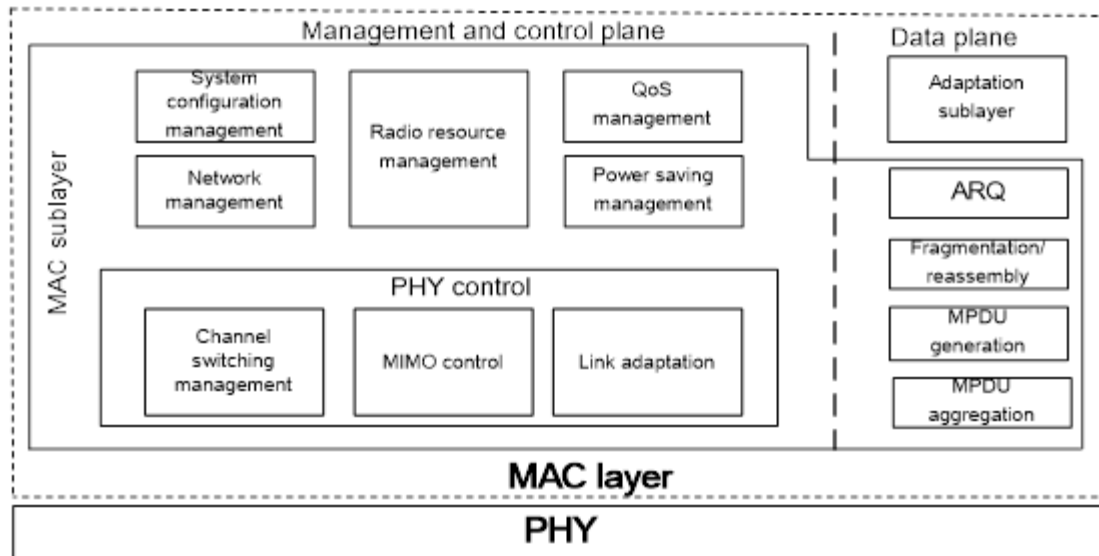 Management and control plane
Data plane
System
configuration
management
Radio resource
management
QoS
management
Adaptation
sublayer
Network
management
Power saving
management
MAC sublayer
ARQ
Fragmentation/
reassembly
PHY control
Channel
switching
management
MIMO control
Link adaptation
MPDU
generation
MPDU
aggregation
MAC layer
PHY